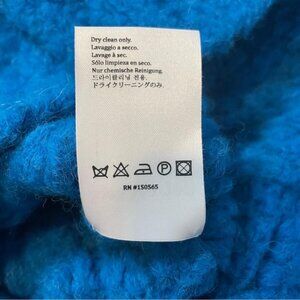 Dry clean only.
Lavaggio a secco.
Lavage à sec.
Sólo limpieza en seco.
Nur chemische Reinigung.
드라이클리닝 전용.
ドライクリーニングのみ.
P
RN #150565